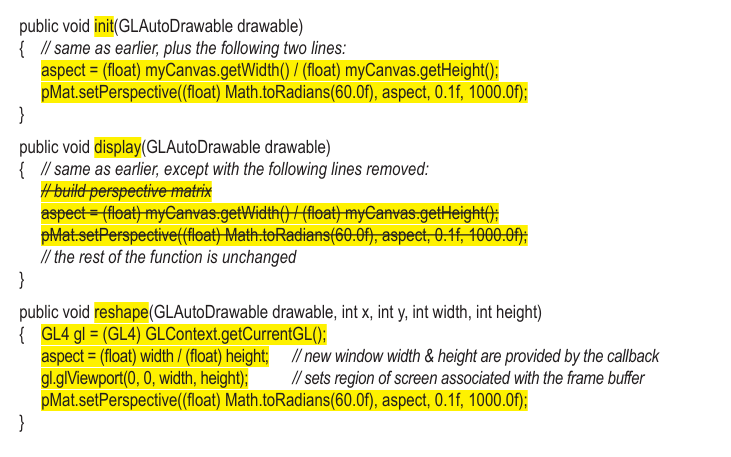 public void init(GLAutoDrawable drawable)
{ // same as earlier, plus the following two lines:
aspect = (float) myCanvas.getWidth() / (float) myCanvas.getHeight();
pMat.setPerspective((float) Math.toRadians(60.0f), aspect, 0.1f, 1000.0f);
}
public void display(GLAutoDrawable drawable)
{ // same as earlier, except with the following lines removed:
// build perspective matrix
aspect = (float) myCanvas.getWidth() / (float) myCanvas.getHeight();
pMat.setPerspective((float) Math.toRadians(60.0f), aspect, 0.1f, 1000.0f);
// the rest of the function is unchanged
}
public void reshape(GLAutoDrawable drawable, int x, int y, int width, int height)
{ GL4 gl = (GL4) GLContext.getCurrentGL();
aspect = (float) width / (float) height; // new window width & height are provided by the callback
gl.glViewport(0, 0, width, height); // sets region of screen associated with the frame buffer
pMat.setPerspective((float) Math.toRadians(60.0f), aspect, 0.1f, 1000.0f);
}